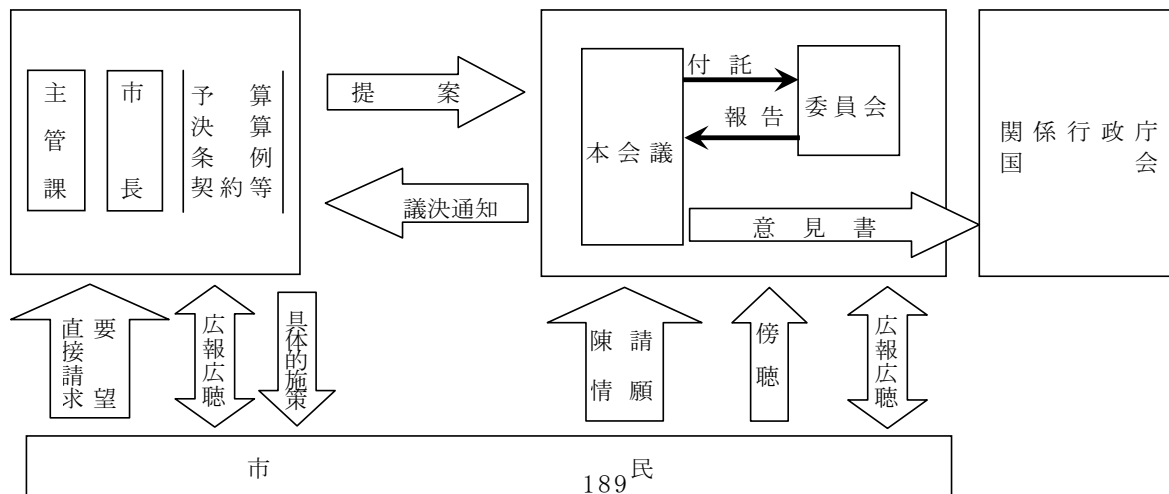 主管課
市長
予算
決算
条例
契約等
提案
議決通知
本会議
付託
報告
委員会
意見書
関係行政庁
国会
要望
直接請求
広報広聴
具体的施策
請願
陳情
傍聴
広報広聴
市民
189